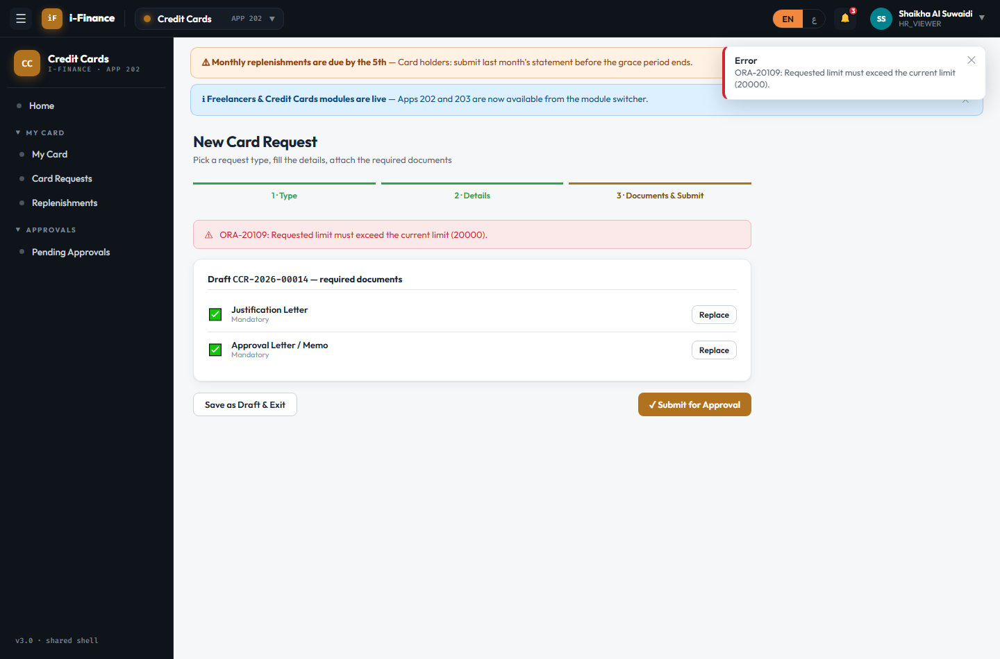 ☰ iF i-Finance Credit Cards APP 202 ▼ EN ع 🔔 3 SS Shaikha Al Suwaidi ▼
HR_VIEWER
CC Credit Cards
I-FINANCE · APP 202
Home
▼ MY CARD
My Card
Card Requests
Replenishments
▼ APPROVALS
Pending Approvals
v3.0 · shared shell
⚠ Monthly replenishments are due by the 5th — Card holders: submit last month's statement before the grace period ends.
ℹ Freelancers & Credit Cards modules are live — Apps 202 and 203 are now available from the module switcher.
Error
ORA-20109: Requested limit must exceed the current limit
(20000).
New Card Request
Pick a request type, fill the details, attach the required documents
1 · Type
2 · Details
3 · Documents & Submit
⚠ ORA-20109: Requested limit must exceed the current limit (20000).
Draft CCR-2026-00014 — required documents
✅ Justification Letter
Mandatory
Replace
✅ Approval Letter / Memo
Mandatory
Replace
Save as Draft & Exit
✓ Submit for Approval